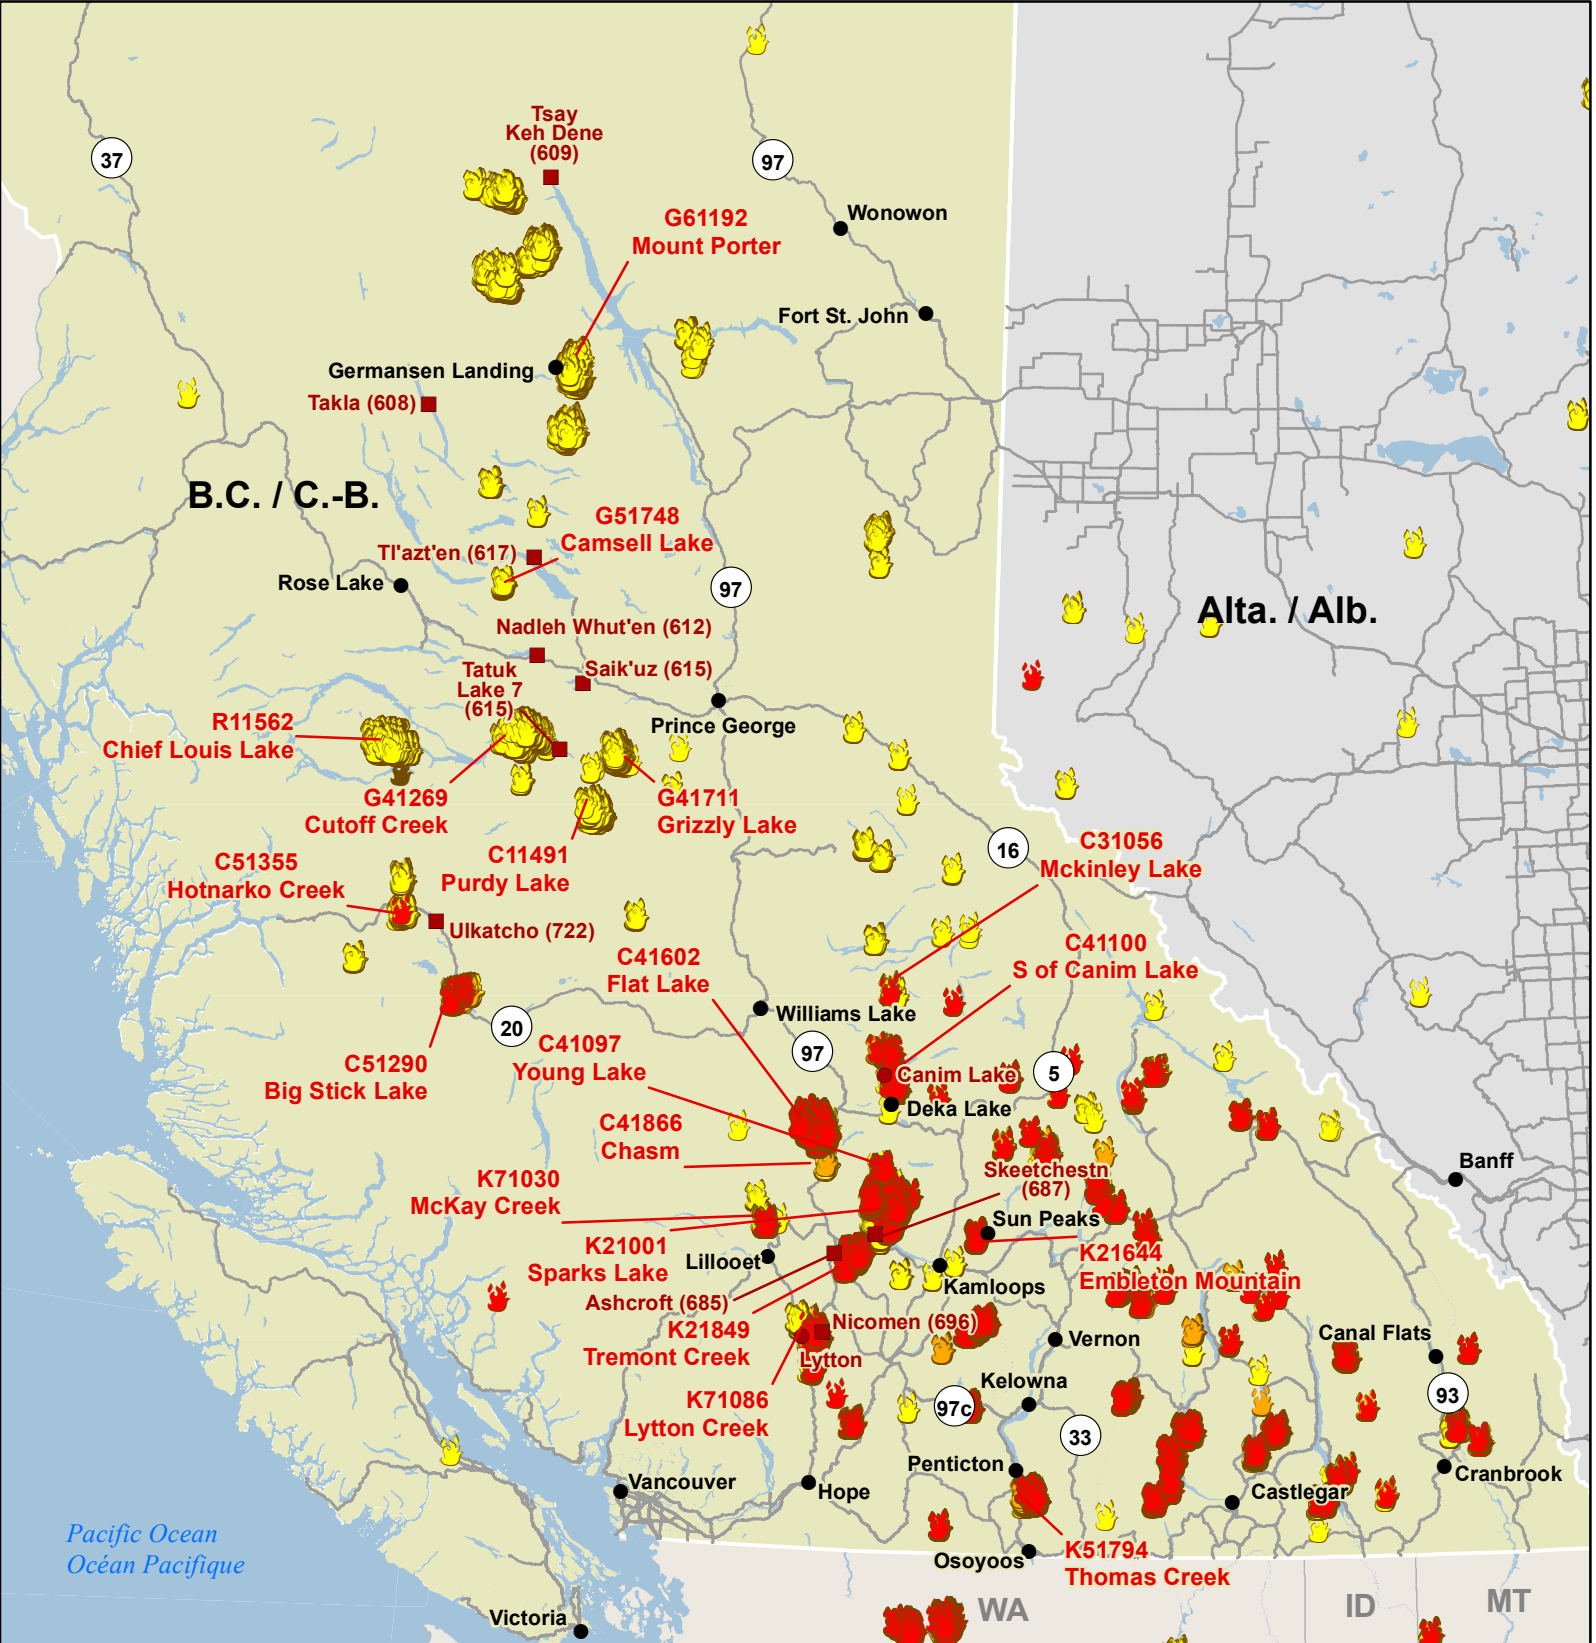 Tsay
Keh Dene
(609)
37
97
G61192
Mount Porter
Wonowon
Fort St. John
Germansen Landing
Takla (608)
B.C. / C.-B.
G51748
Camsell Lake
Tl'azt'en (617)
Rose Lake
97
Alta. / Alb.
Nadleh Whut'en (612)
Tatuk
Lake 7
(615)
Saik'uz (615)
R11562
Chief Louis Lake
Prince George
G41269
Cutoff Creek
G41711
Grizzly Lake
C11491
Purdy Lake
16
C31056
Mckinley Lake
C51355
Hotnarko Creek
Ulkatcho (722)
C41602
Flat Lake
C41100
S of Canim Lake
Williams Lake
20
97
C51290
Big Stick Lake
C41097
Young Lake
Canim Lake
5
Deka Lake
C41866
Chasm
Banff
K71030
McKay Creek
Skeetchestn
(687)
Sun Peaks
K21001
Sparks Lake
Lillooet
K21644
Embleton Mountain
Kamloops
Ashcroft (685)
K21849
Tremont Creek
Nicomen (696)
Lytton
Vernon
Canal Flats
K71086
Lytton Creek
Kelowna
97c
93
33
Penticton
Cranbrook
Vancouver
Hope
Castlegar
Pacific Ocean
Océan Pacifique
Osoyoos
K51794
Thomas Creek
Victoria
WA
ID
MT